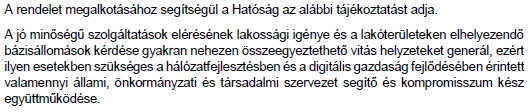 A rendelet megalkotásához segítségül a Hatóság az alábbi tájékoztatást adja.
A jó minőségű szolgáltatások elérésének lakossági igénye és a lakóterületeken elhelyezendő
bázisállomások kérdése gyakran nehezen összeegyeztethető vitás helyzeteket generál, ezért
ilyen esetekben szükséges a hálózatfejlesztésben és a digitális gazdaság fejlődésében érintett
valamennyi állami, önkormányzati és társadalmi szervezet segítő és kompromisszum kész
együttműködése.